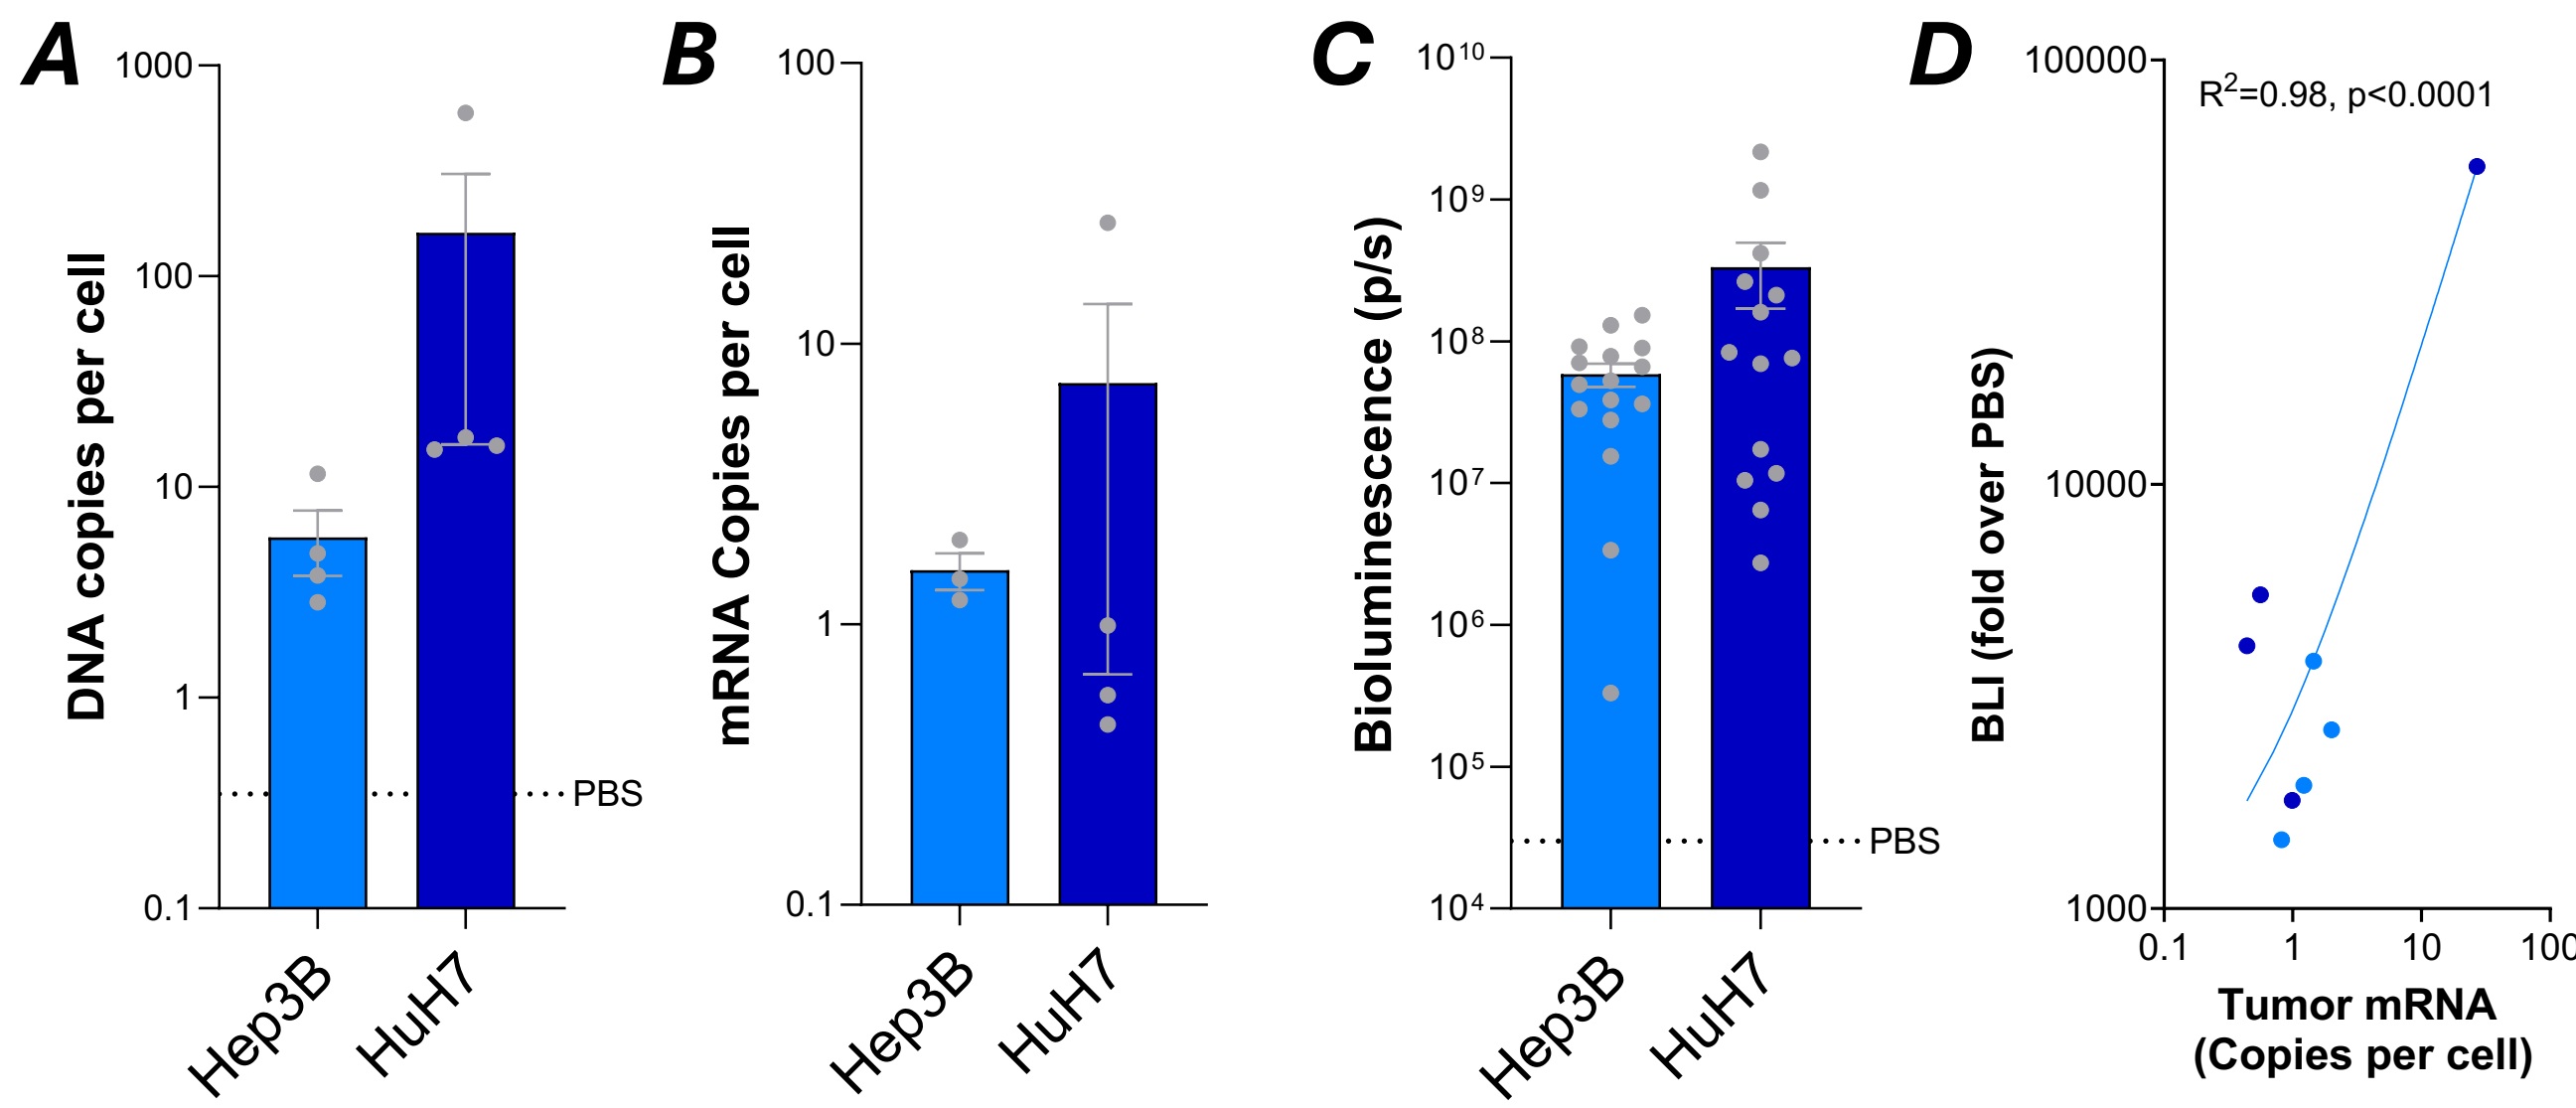 A
DNA copies per cell
1000
100
10
1
0.1
PBS
Hep3B
HuH7
B
mRNA Copies per cell
100
10
1
0.1
Hep3B
HuH7
C
Bioluminescence (p/s)
10¹⁰
10⁹
10⁸
10⁷
10⁶
10⁵
10⁴
PBS
Hep3B
HuH7
D
BLI (fold over PBS)
100000
10000
1000
R²=0.98, p<0.0001
0.1 1 10 100
Tumor mRNA
(Copies per cell)